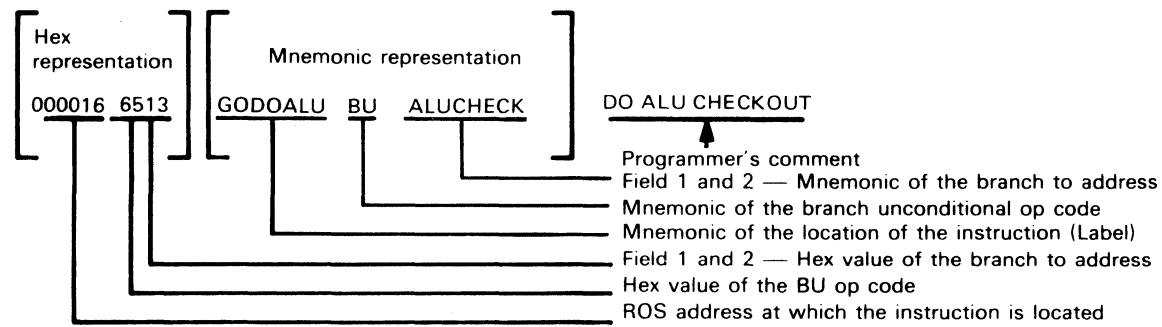 Hex
representation
Mnemonic representation
000016 6513 GODOALU BU ALUCHECK DO ALU CHECKOUT
Programmer's comment
Field 1 and 2 — Mnemonic of the branch to address
Mnemonic of the branch unconditional op code
Mnemonic of the location of the instruction (Label)
Field 1 and 2 — Hex value of the branch to address
Hex value of the BU op code
ROS address at which the instruction is located